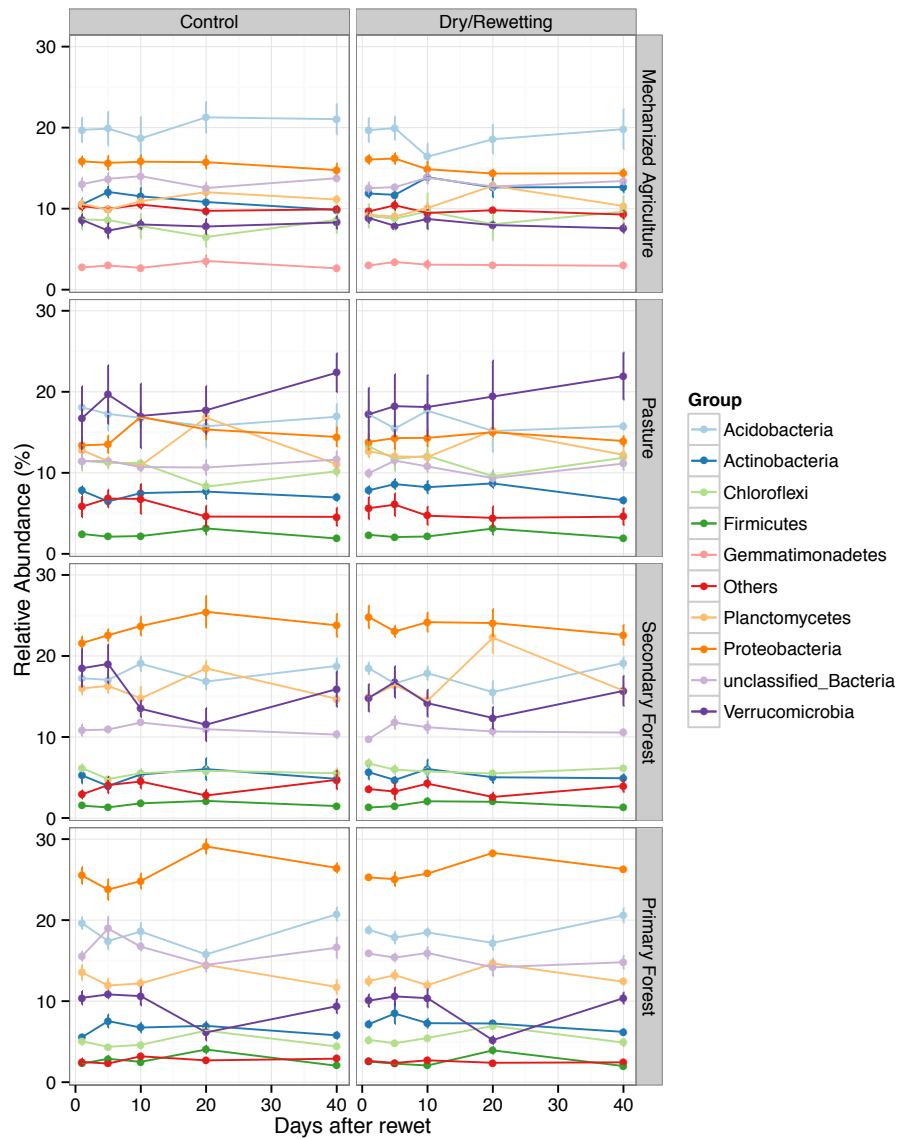 Control Dry/Rewetting
30
20
10
0
Mechanized Agriculture
30
20
10
0
Pasture
30
20
10
0
Secondary Forest
30
20
10
0
Primary Forest
0 10 20 30 40 0 10 20 30 40
Days after rewet
Relative Abundance (%)
Group
Acidobacteria
Actinobacteria
Chloroflexi
Firmicutes
Gemmatimonadetes
Others
Planctomycetes
Proteobacteria
unclassified_Bacteria
Verrucomicrobia